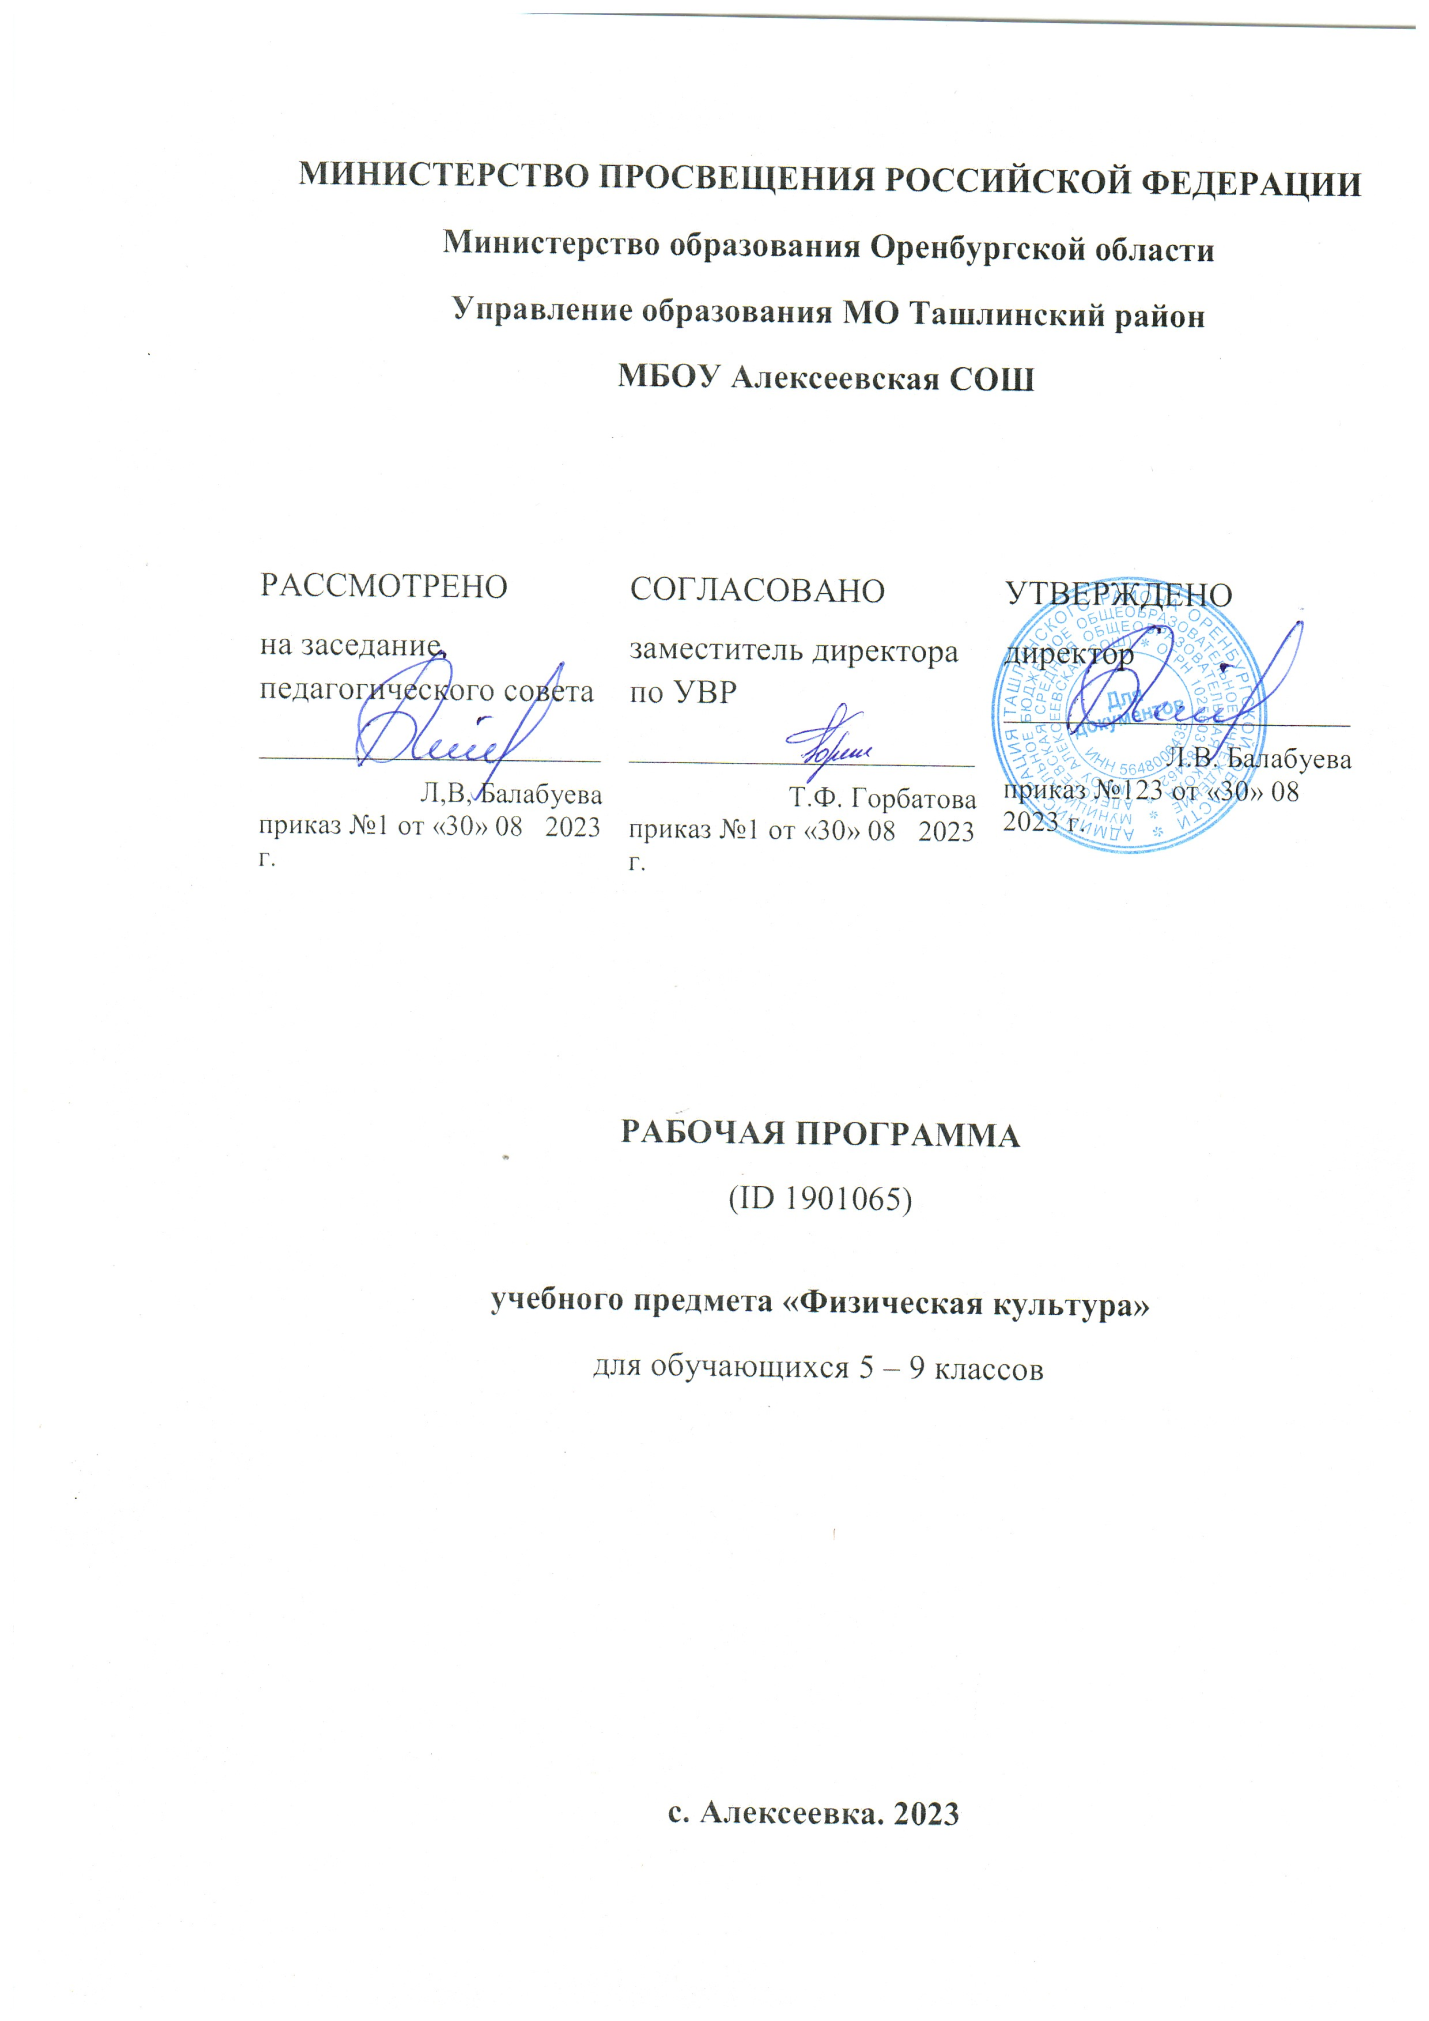 МИНИСТЕРСТВО ПРОСВЕЩЕНИЯ РОССИЙСКОЙ ФЕДЕРАЦИИ
Министерство образования Оренбургской области
Управление образования МО Ташлинский район
МБОУ Алексеевская СОШ
РАССМОТРЕНО
на заседание
педагогического совета
Л,В, Балабуева
приказ №1 от «30» 08 2023
г.
СОГЛАСОВАНО
заместитель директора
по УВР
Т.Ф. Горбатова
приказ №1 от «30» 08 2023
г.
УТВЕРЖДЕНО
директор
Л.В. Балабуева
приказ №123 от «30» 08
2023 г.
Для
документов
РАБОЧАЯ ПРОГРАММА
(ID 1901065)
учебного предмета «Физическая культура»
для обучающихся 5 – 9 классов
с. Алексеевка. 2023